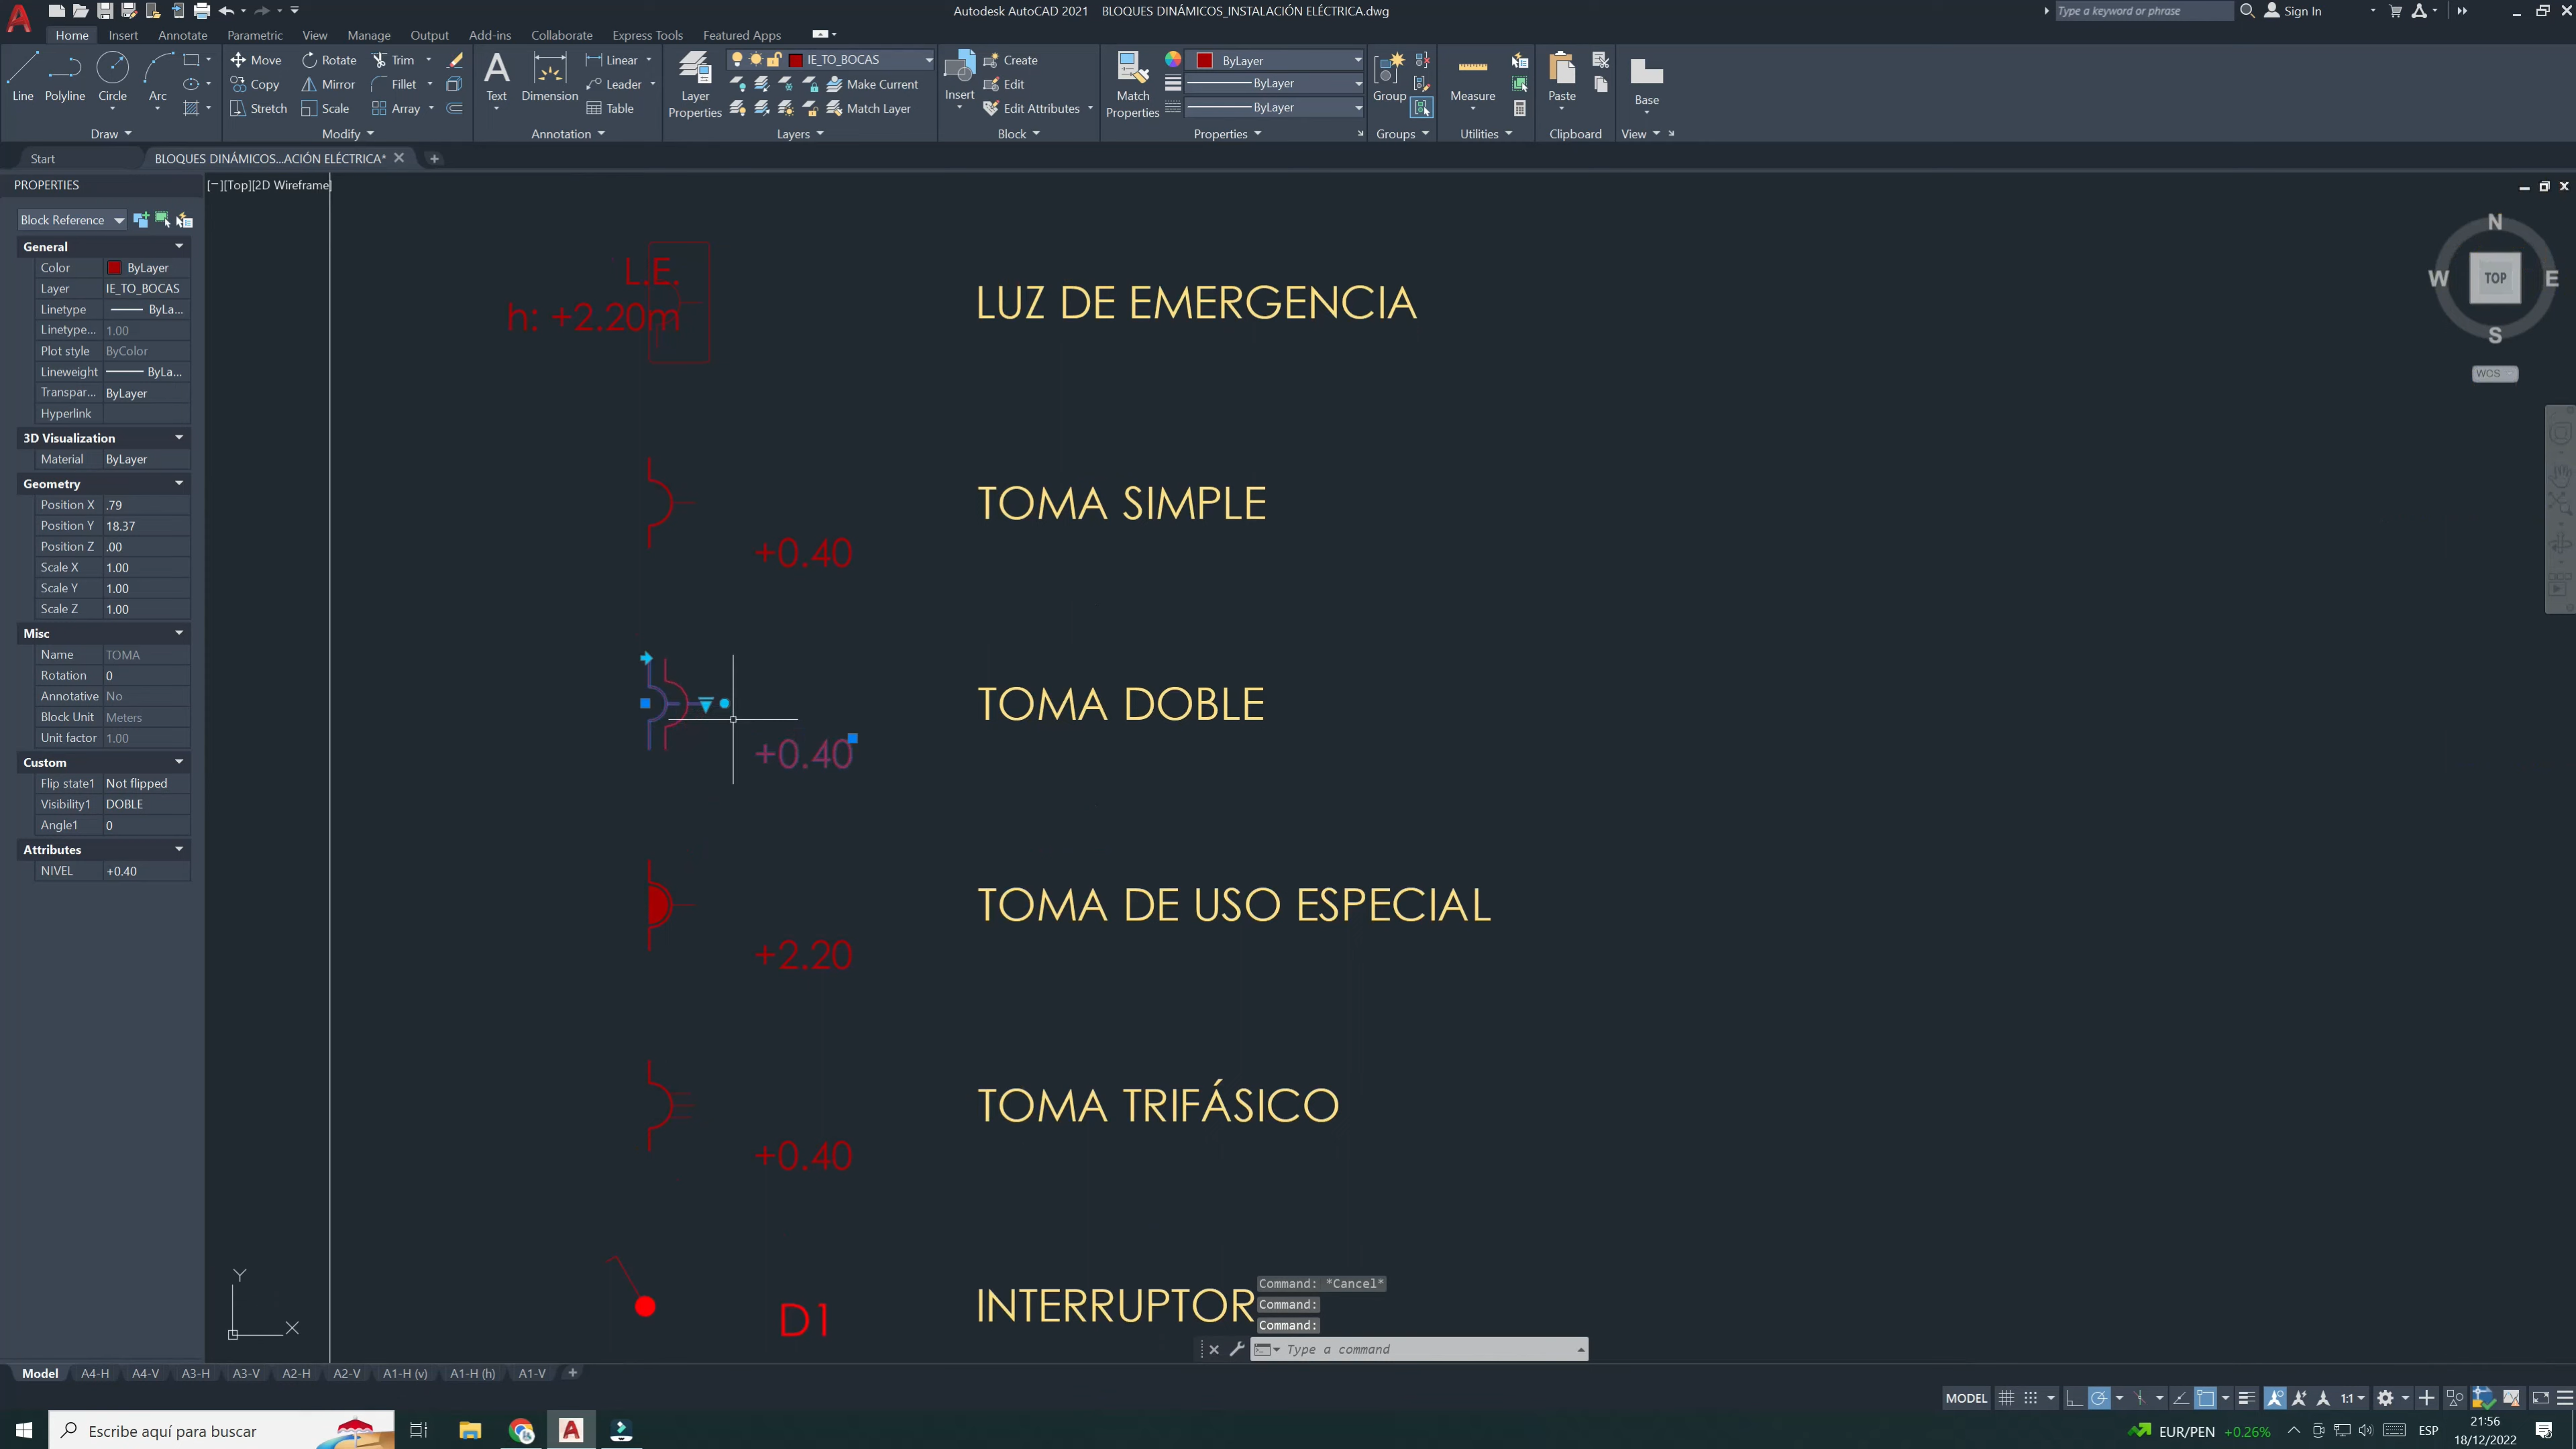 Autodesk AutoCAD 2021 BLOQUES DINÁMICOS_INSTALACIÓN ELÉCTRICA.dwg
Type a keyword or phrase
Sign In
Home Insert Annotate Parametric View Manage Output Add-ins Collaborate Express Tools Featured Apps
Line
Polyline
Circle
Arc
Draw
Move
Rotate
Trim
Copy
Mirror
Fillet
Stretch
Scale
Array
Modify
Text
Dimension
Linear
Leader
Table
Annotation
Layer
Properties
IE_TO_BOCAS
Make Current
Match Layer
Layers
Insert
Create
Edit
Edit Attributes
Block
Match
Properties
ByLayer
ByLayer
ByLayer
Properties
Group
Groups
Measure
Utilities
Paste
Clipboard
Base
View
Start
BLOQUES DINÁMICOS...ACIÓN ELÉCTRICA*
PROPERTIES
[−][Top][2D Wireframe]
Block Reference
General
Color ByLayer
Layer IE_TO_BOCAS
Linetype ByLa...
Linetype... 1.00
Plot style ByColor
Lineweight ByLa...
Transpar... ByLayer
Hyperlink
3D Visualization
Material ByLayer
Geometry
Position X .79
Position Y 18.37
Position Z .00
Scale X 1.00
Scale Y 1.00
Scale Z 1.00
Misc
Name TOMA
Rotation 0
Annotative No
Block Unit Meters
Unit factor 1.00
Custom
Flip state1 Not flipped
Visibility1 DOBLE
Angle1 0
Attributes
NIVEL +0.40
L.E.
h: +2.20m
LUZ DE EMERGENCIA
TOMA SIMPLE
+0.40
TOMA DOBLE
+0.40
TOMA DE USO ESPECIAL
+2.20
TOMA TRIFÁSICO
+0.40
D1
INTERRUPTOR
N
W
TOP
E
S
WCS
Y
X
Command: *Cancel*
Command:
Command:
Type a command
Model A4-H A4-V A3-H A3-V A2-H A2-V A1-H (v) A1-H (h) A1-V
MODEL
1:1
Escribe aquí para buscar
EUR/PEN +0.26%
ESP
21:56
18/12/2022